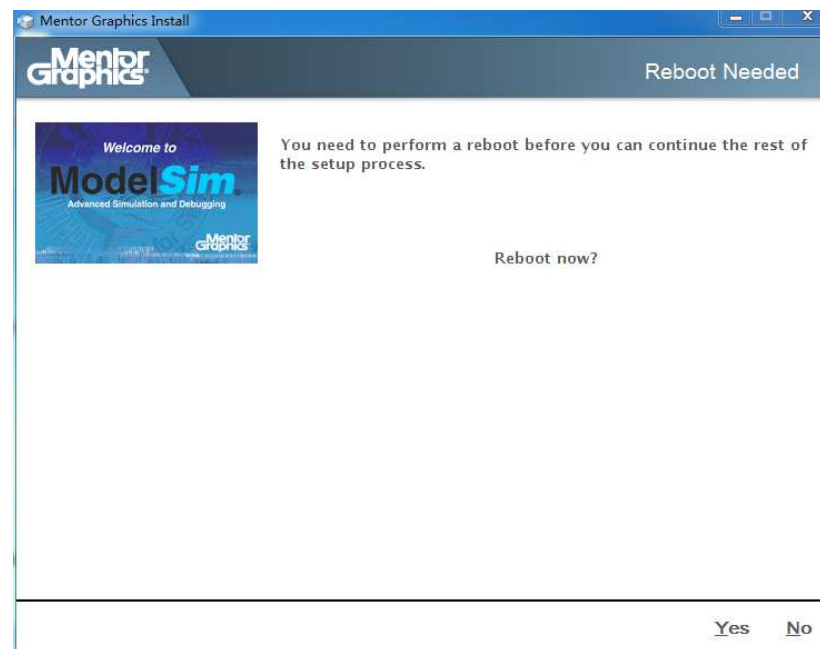 Mentor Graphics Install
Mentor
Graphics
Reboot Needed
Welcome to
ModelSim
Advanced Simulation and Debugging
Mentor
Graphics
You need to perform a reboot before you can continue the rest of
the setup process.
Reboot now?
Yes No